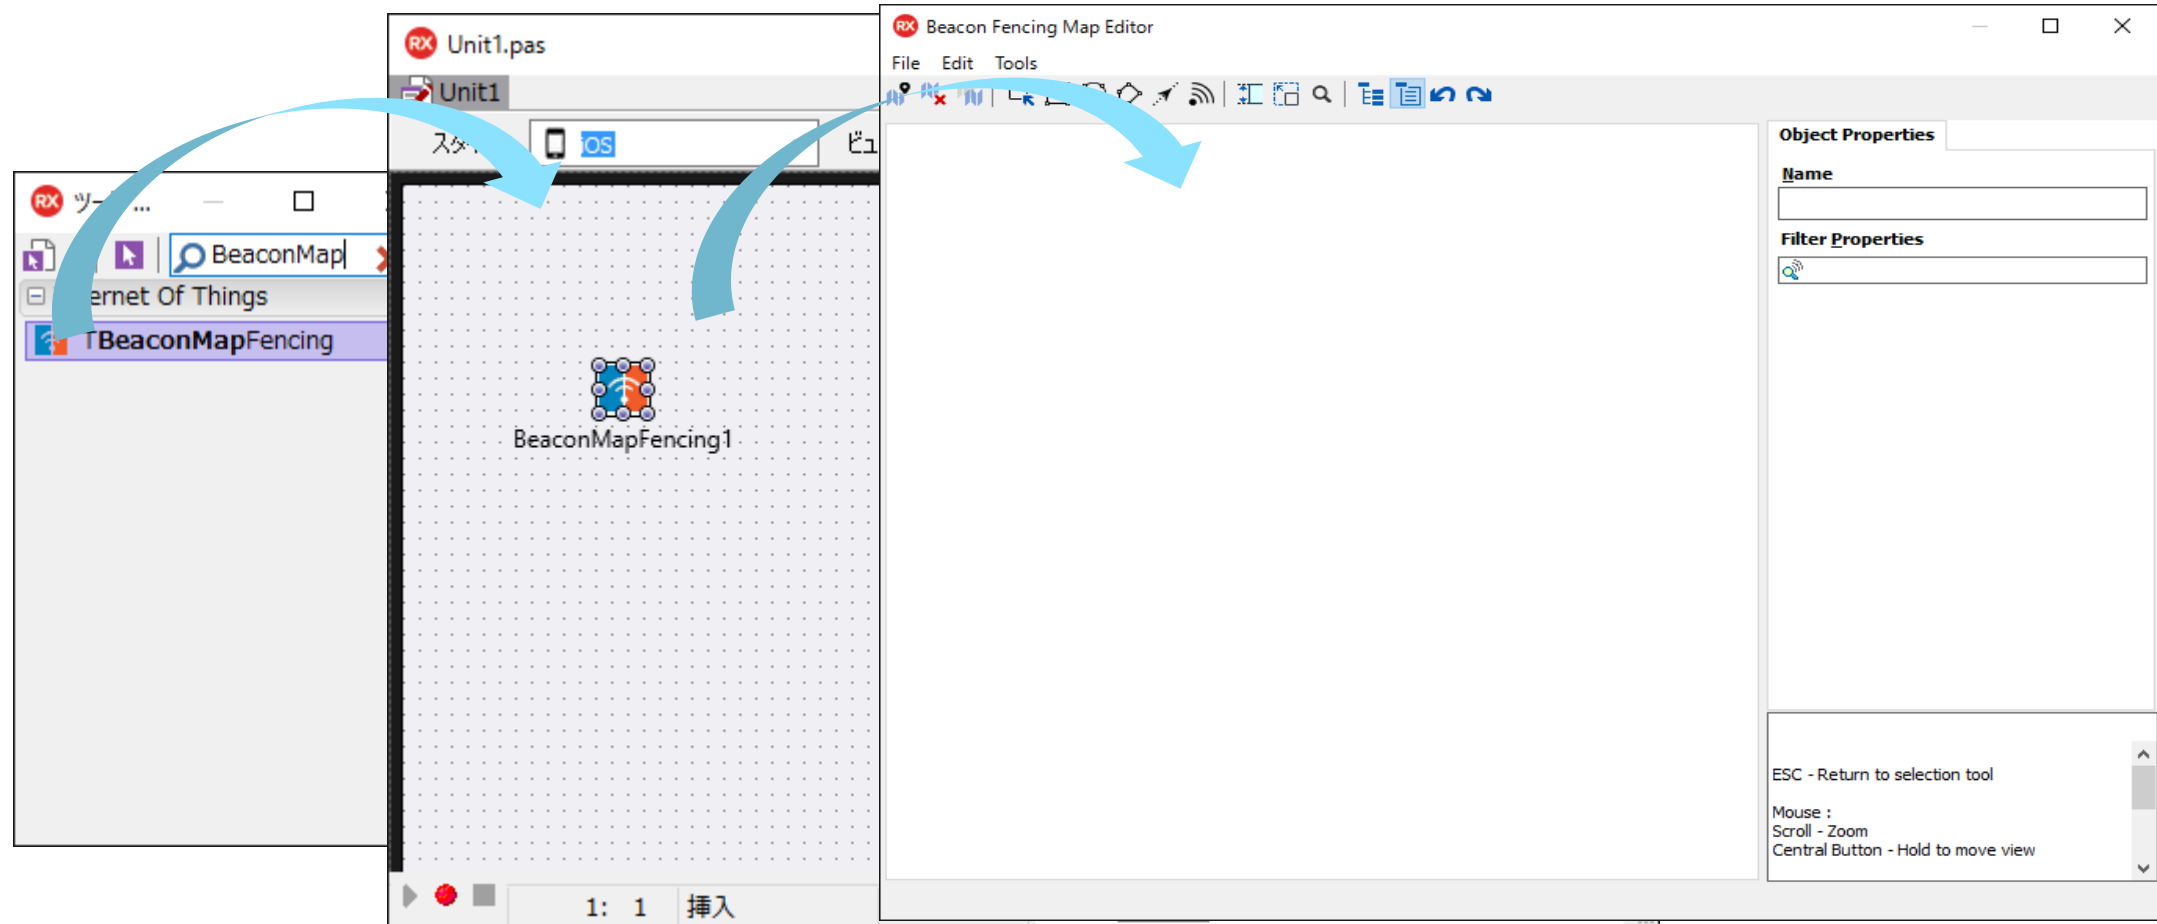 RX ツー ...
BeaconMap
ernet Of Things
TBeaconMapFencing
RX Unit1.pas
Unit1
iOS
ビュ
BeaconMapFencing1
1: 1 挿入
RX Beacon Fencing Map Editor
File Edit Tools
Object Properties
Name
Filter Properties
ESC - Return to selection tool
Mouse :
Scroll - Zoom
Central Button - Hold to move view